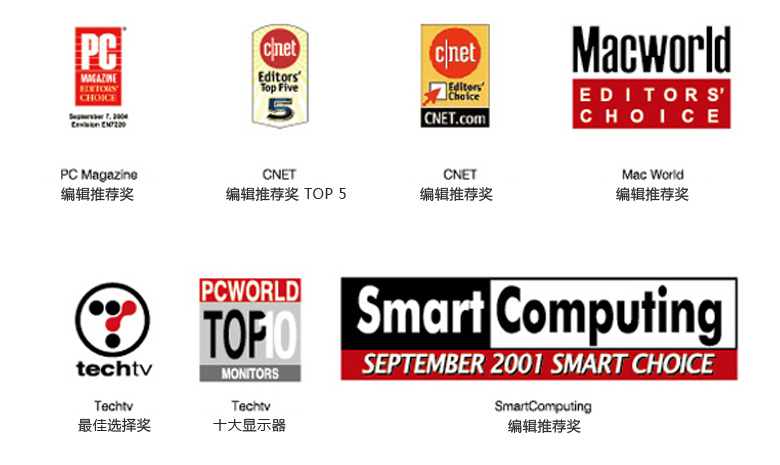 PC
MAGAZINE
EDITORS'
CHOICE
September 7, 2004
Envision EN7220
c|net
Editors'
Top Five
5
c|net
Editors'
Choice
CNET.com
Macworld
EDITORS'
CHOICE
PC Magazine
编辑推荐奖
CNET
编辑推荐奖 TOP 5
CNET
编辑推荐奖
Mac World
编辑推荐奖
techtv
PCWORLD
TOP10
MONITORS
Smart Computing
SEPTEMBER 2001 SMART CHOICE
Techtv
最佳选择奖
Techtv
十大显示器
SmartComputing
编辑推荐奖